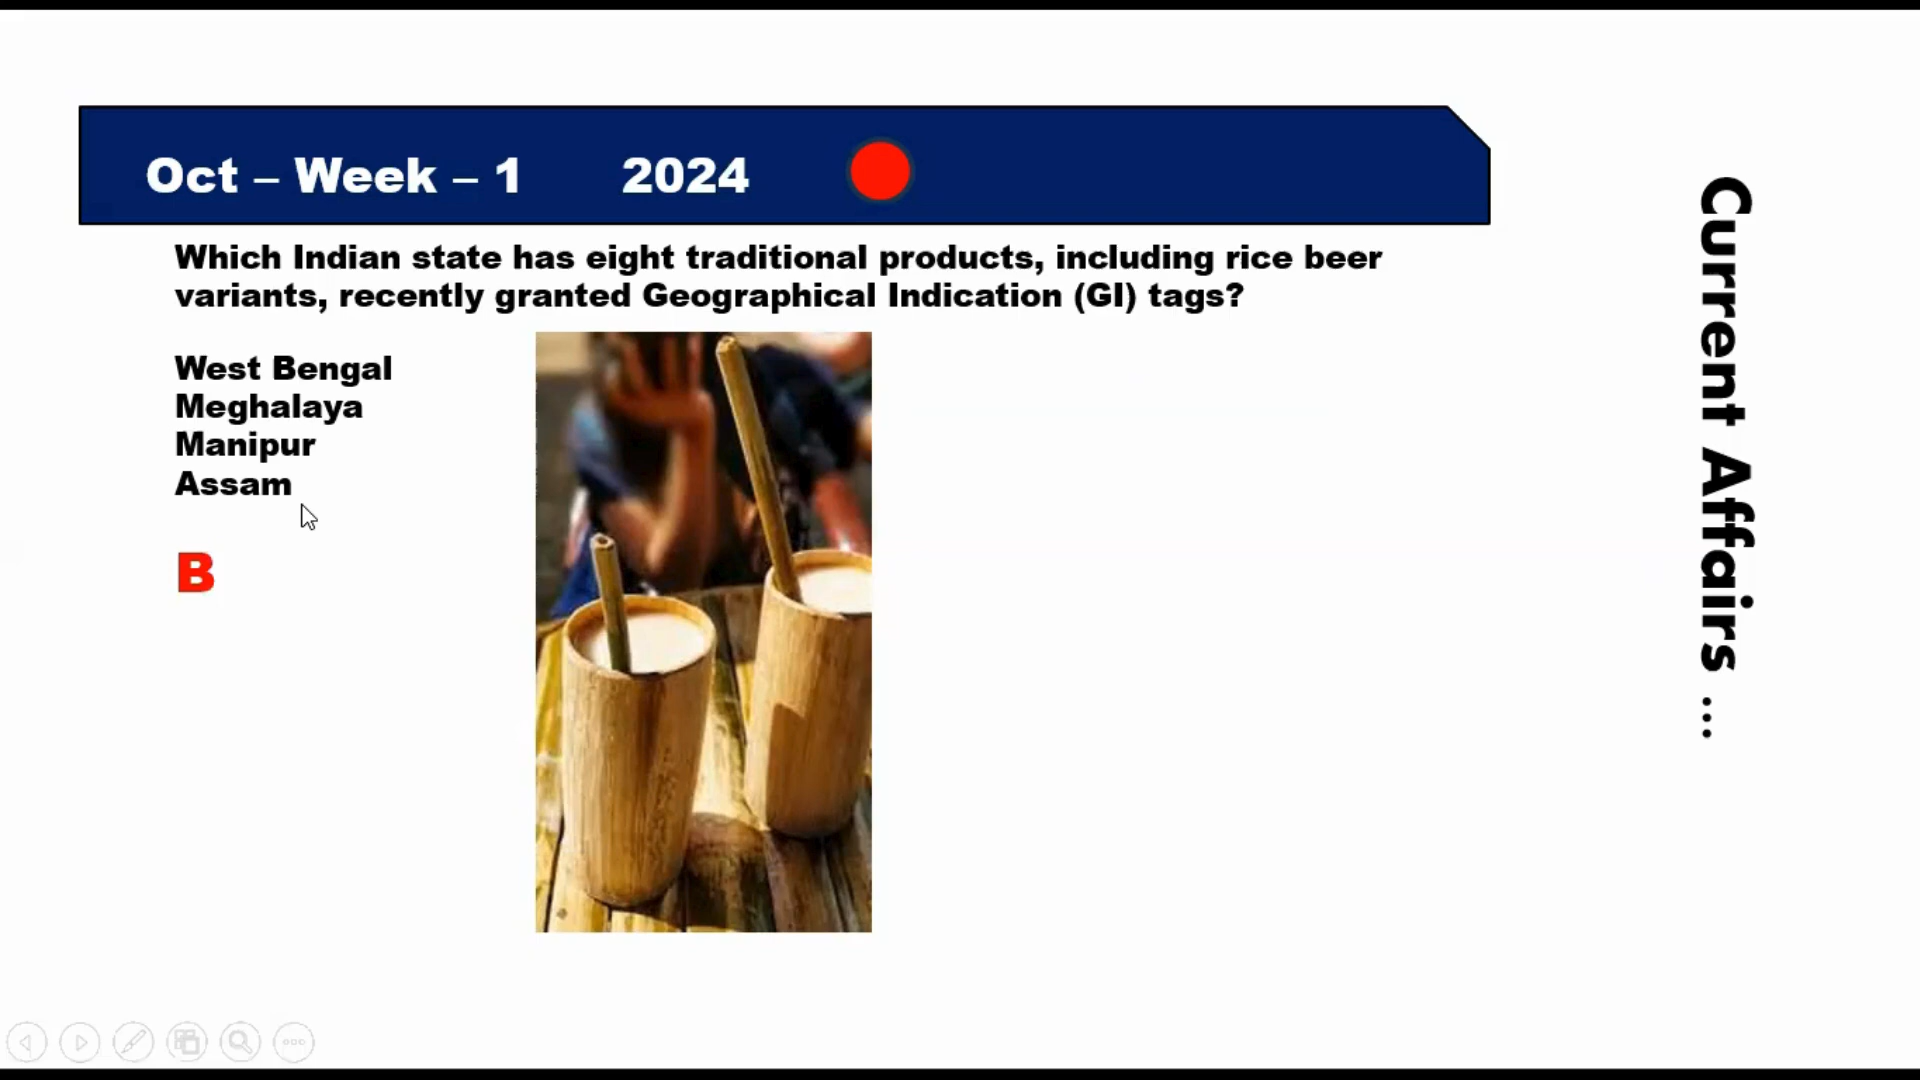 Oct – Week – 1 2024
Which Indian state has eight traditional products, including rice beer
variants, recently granted Geographical Indication (GI) tags?
West Bengal
Meghalaya
Manipur
Assam
B
Current Affairs ...